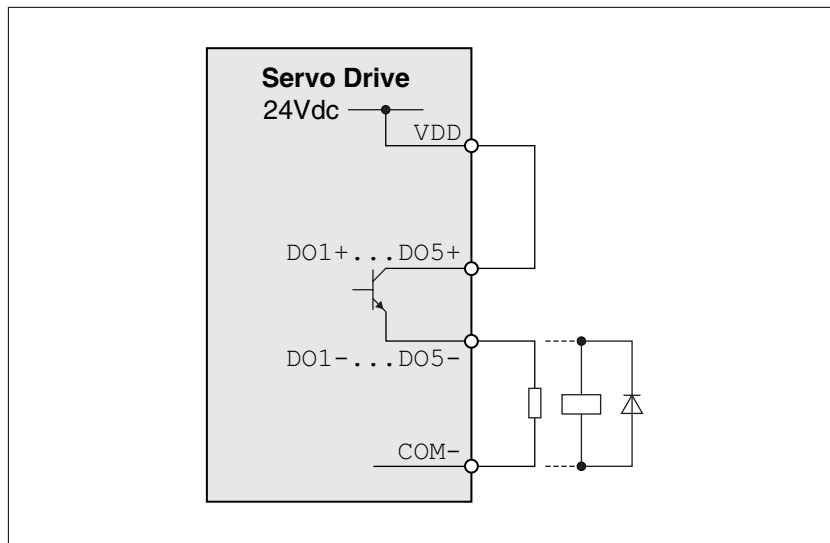 Servo Drive
24Vdc
VDD
DO1+...DO5+
DO1-...DO5-
COM-